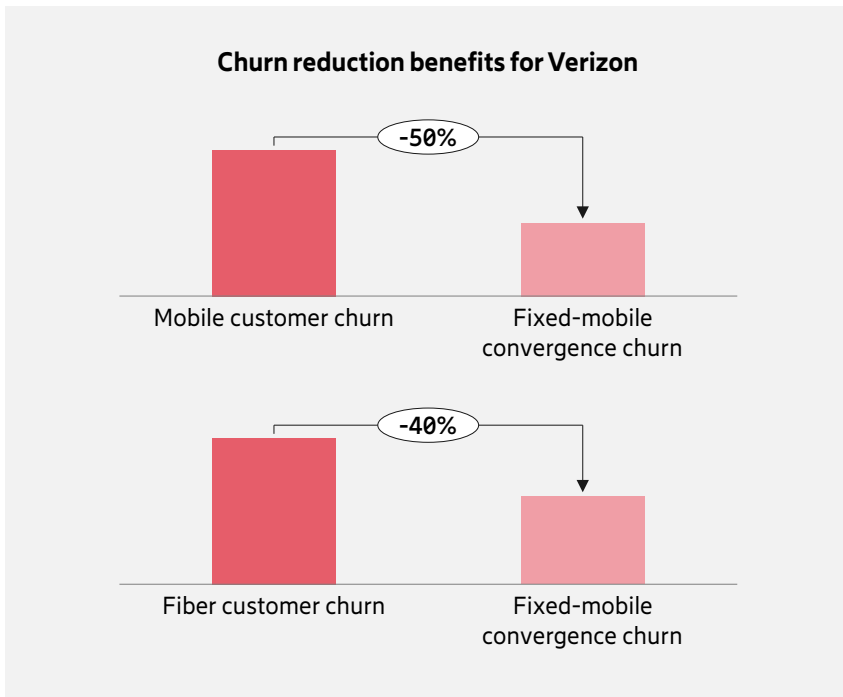 Churn reduction benefits for Verizon
-50%
Mobile customer churn
Fixed-mobile
convergence churn
-40%
Fiber customer churn
Fixed-mobile
convergence churn